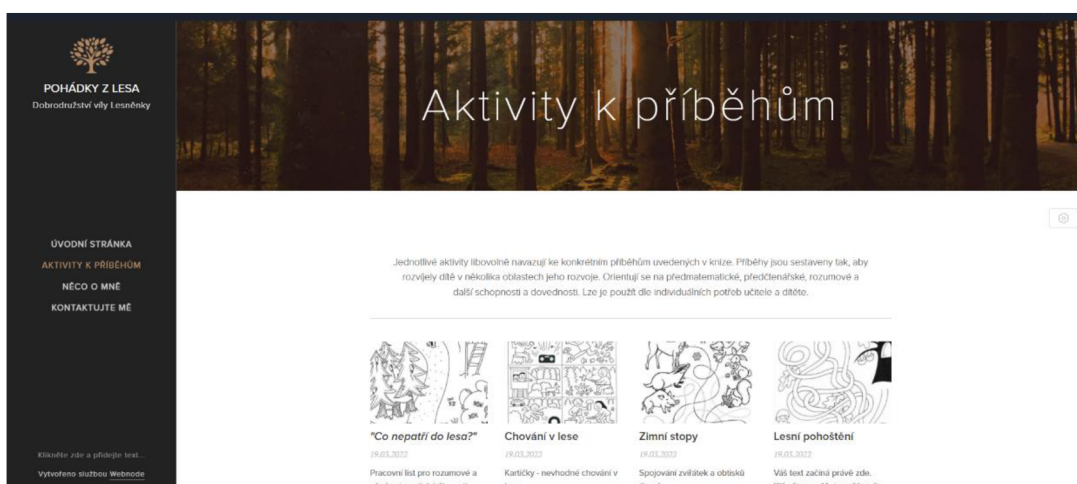 POHÁDKY Z LESA
Dobrodružství víly Lesněnky
ÚVODNÍ STRÁNKA
AKTIVITY K PŘÍBĚHŮM
NĚCO O MNĚ
KONTAKTUJTE MĚ
Klikněte zde a přidejte text...
Vytvořeno službou Webnode
Aktivity k příběhům
Jednotlivé aktivity libovolně navazují ke konkrétním příběhům uvedených v knize. Příběhy jsou sestaveny tak, aby
rozvíjely dítě v několika oblastech jeho rozvoje. Orientují se na předmatematické, předčtenářské, rozumové a
další schopnosti a dovednosti. Lze je použít dle individuálních potřeb učitele a dítěte.
"Co nepatří do lesa?"
19.03.2022
Pracovní list pro rozumové a
Chování v lese
19.03.2022
Kartičky - nevhodné chování v
Zimní stopy
19.03.2022
Spojování zvířátek a obtisků
Lesní pohoštění
19.03.2022
Váš text začíná právě zde.